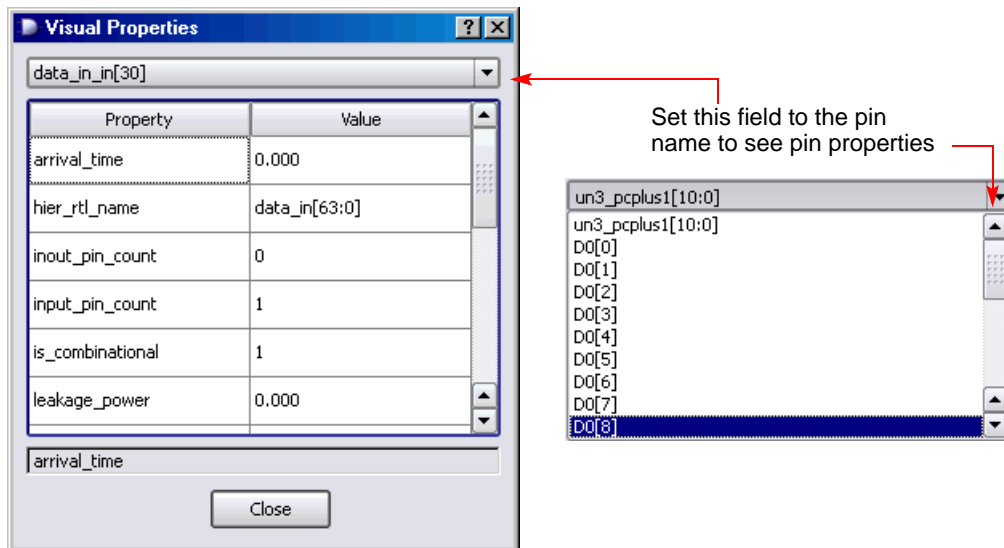 Visual Properties
data_in_in[30]
Property Value
arrival_time 0.000
hier_rtl_name data_in[63:0]
inout_pin_count 0
input_pin_count 1
is_combinational 1
leakage_power 0.000
arrival_time
Close
Set this field to the pin
name to see pin properties
un3_pcplus1[10:0]
un3_pcplus1[10:0]
D0[0]
D0[1]
D0[2]
D0[3]
D0[4]
D0[5]
D0[6]
D0[7]
D0[8]